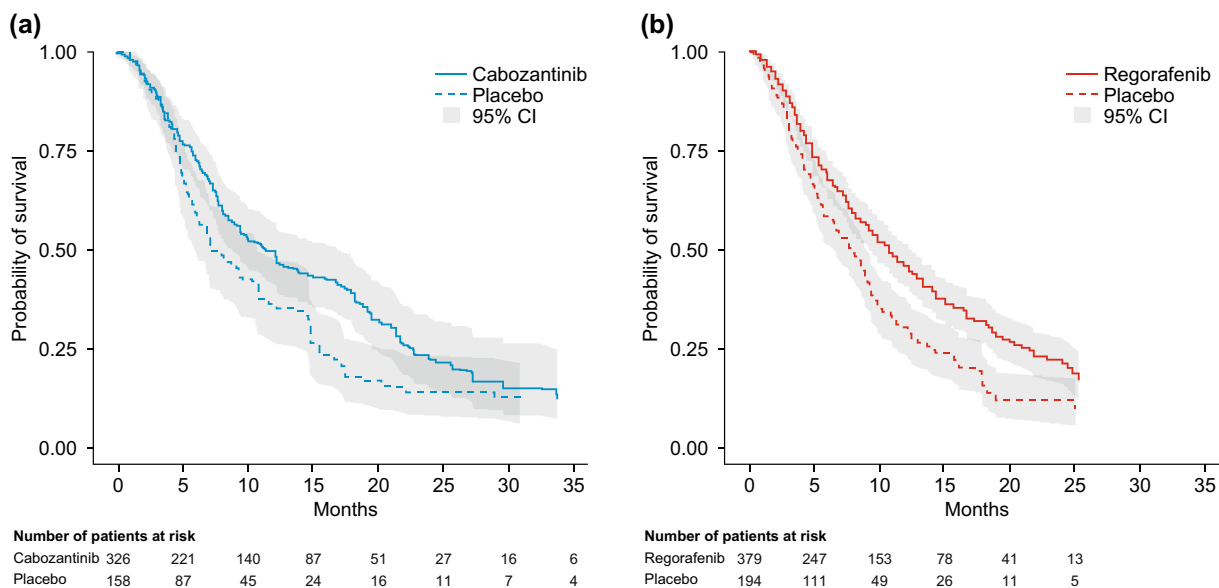 (a)
1.00
0.75
0.50
0.25
0.00
Probability of survival
Cabozantinib
Placebo
95% CI
0 5 10 15 20 25 30 35
Months
Number of patients at risk
Cabozantinib 326 221 140 87 51 27 16 6
Placebo 158 87 45 24 16 11 7 4
(b)
1.00
0.75
0.50
0.25
0.00
Probability of survival
Regorafenib
Placebo
95% CI
0 5 10 15 20 25 30 35
Months
Number of patients at risk
Regorafenib 379 247 153 78 41 13
Placebo 194 111 49 26 11 5